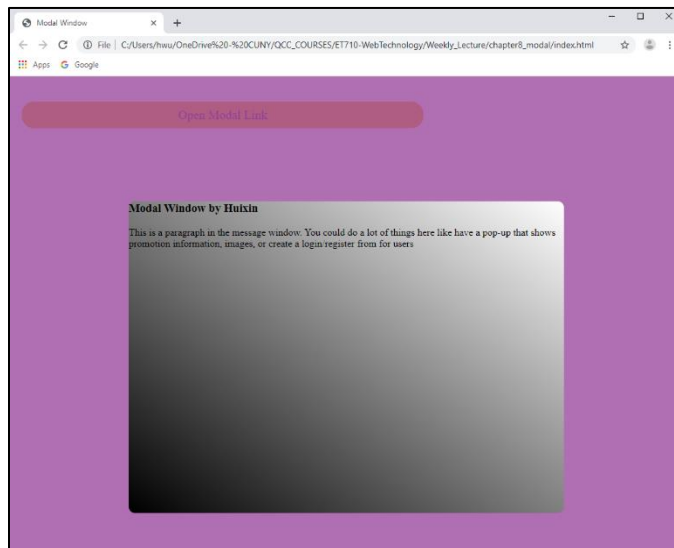 Modal Window
File | C:/Users/hwu/OneDrive%20-%20CUNY/QCC_COURSES/ET710-WebTechnology/Weekly_Lecture/chapter8_modal/index.html
Apps Google
Open Modal Link
Modal Window by Huixin
This is a paragraph in the message window. You could do a lot of things here like have a pop-up that shows
promotion information, images, or create a login/register from for users